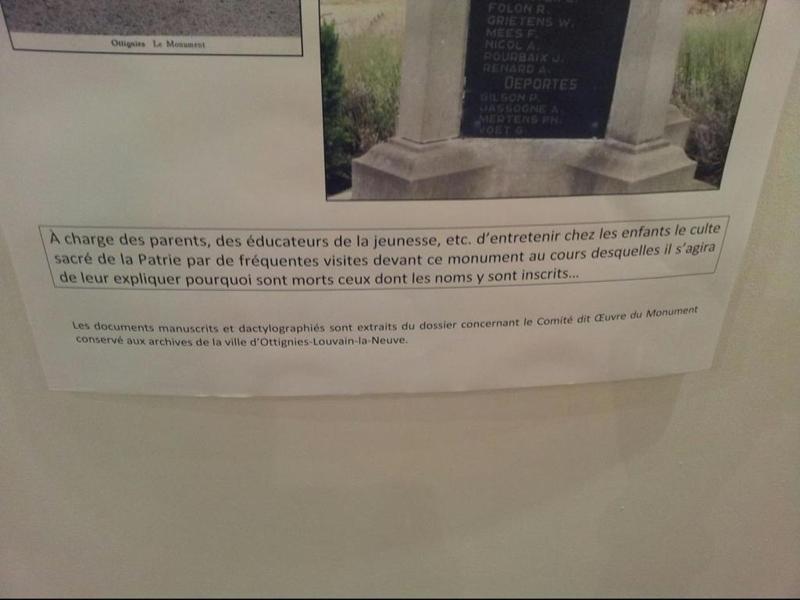 Ottignies Le Monument
FOLON R.
GRIETENS W.
MEES F.
NICOL A.
POURBAIX J.
RENARD A.
DEPORTES
GILSON P.
JASSOGNE A.
MERTENS PH.
VOET G.
À charge des parents, des éducateurs de la jeunesse, etc. d'entretenir chez les enfants le culte
sacré de la Patrie par de fréquentes visites devant ce monument au cours desquelles il s'agira
de leur expliquer pourquoi sont morts ceux dont les noms y sont inscrits...
Les documents manuscrits et dactylographiés sont extraits du dossier concernant le Comité dit Œuvre du Monument
conservé aux archives de la ville d'Ottignies-Louvain-la-Neuve.